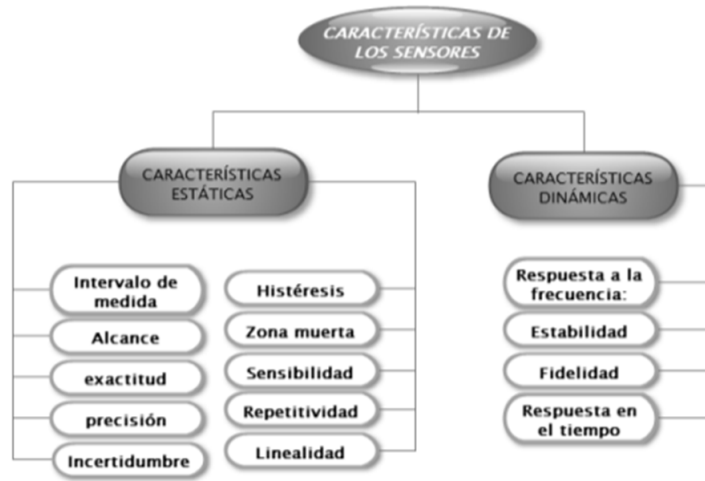 CARACTERÍSTICAS DE
LOS SENSORES
CARACTERÍSTICAS
ESTÁTICAS
Intervalo de
medida
Alcance
exactitud
precisión
Incertidumbre
Histéresis
Zona muerta
Sensibilidad
Repetitividad
Linealidad
CARACTERÍSTICAS
DINÁMICAS
Respuesta a la
frecuencia:
Estabilidad
Fidelidad
Respuesta en
el tiempo